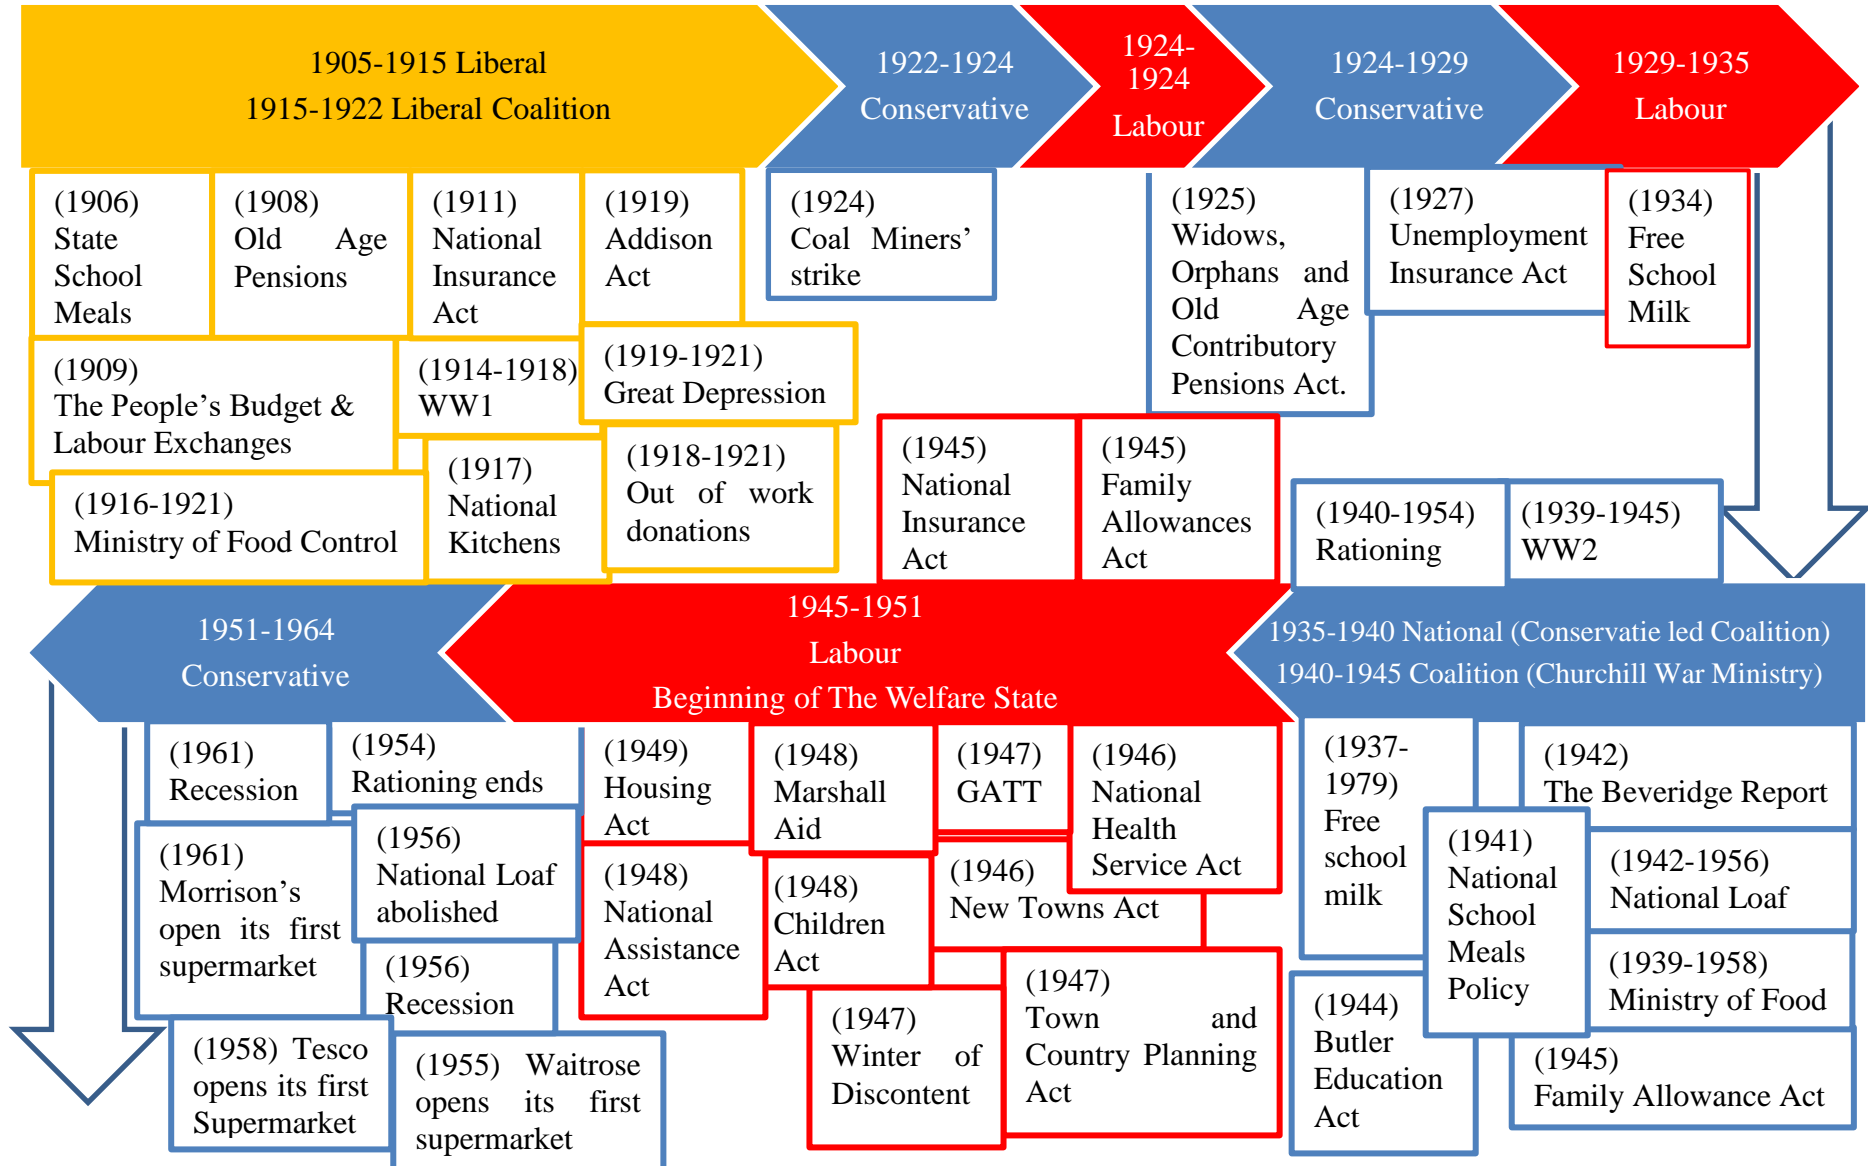 1905-1915 Liberal
1915-1922 Liberal Coalition
1922-1924
Conservative
1924-
1924
Labour
1924-1929
Conservative
1929-1935
Labour
(1906)
State
School
Meals
(1908)
Old Age
Pensions
(1911)
National
Insurance
Act
(1919)
Addison
Act
(1924)
Coal Miners’
strike
(1925)
Widows,
Orphans and
Old Age
Contributory
Pensions Act.
(1927)
Unemployment
Insurance Act
(1934)
Free
School
Milk
(1909)
The People’s Budget &
Labour Exchanges
(1914-1918)
WW1
(1919-1921)
Great Depression
(1916-1921)
Ministry of Food Control
(1917)
National
Kitchens
(1918-1921)
Out of work
donations
(1945)
National
Insurance
Act
(1945)
Family
Allowances
Act
(1940-1954)
Rationing
(1939-1945)
WW2
1951-1964
Conservative
1945-1951
Labour
Beginning of The Welfare State
1935-1940 National (Conservatie led Coalition)
1940-1945 Coalition (Churchill War Ministry)
(1961)
Recession
(1954)
Rationing ends
(1949)
Housing
Act
(1948)
Marshall
Aid
(1947)
GATT
(1946)
National
Health
Service Act
(1937-
1979)
Free
school
milk
(1942)
The Beveridge Report
(1961)
Morrison’s
open its first
supermarket
(1956)
National Loaf
abolished
(1948)
National
Assistance
Act
(1948)
Children
Act
(1946)
New Towns Act
(1941)
National
School
Meals
Policy
(1942-1956)
National Loaf
(1956)
Recession
(1939-1958)
Ministry of Food
(1947)
Winter of
Discontent
(1947)
Town and
Country Planning
Act
(1944)
Butler
Education
Act
(1945)
Family Allowance Act
(1958) Tesco
opens its first
Supermarket
(1955) Waitrose
opens its first
supermarket